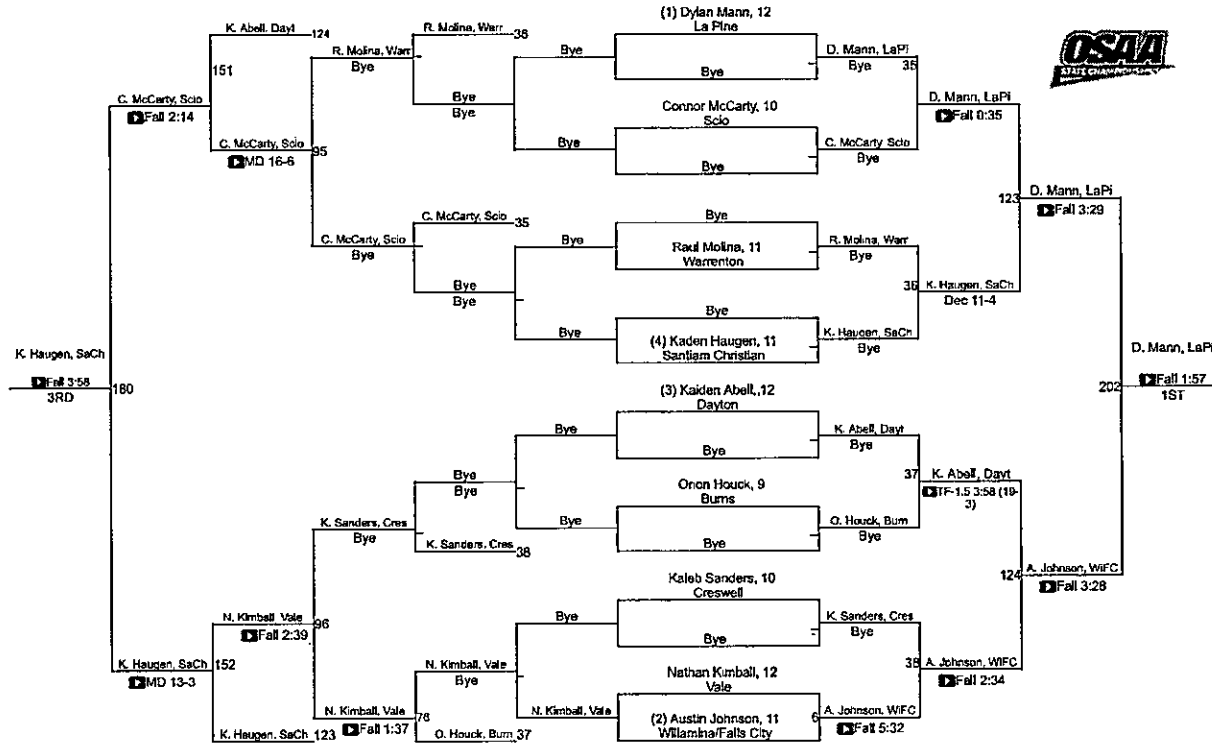 OSAA
STATE CHAMPIONSHIPS
K. Abell, Dayt 124
151
C. McCarty, Scio
Fall 2:14
C. McCarty, Scio
MD 16-6
95
R. Molina, Warr
Bye
R. Molina, Warr 38
Bye
Bye
C. McCarty, Scio
Bye
C. McCarty, Scio 35
Bye
Bye
Bye
Bye
Bye
Bye
(1) Dylan Mann, 12
La Pine
Bye
Connor McCarty, 10
Scio
Bye
Raul Molina, 11
Warrenton
Bye
(4) Kaden Haugen, 11
Santiam Christian
D. Mann, LaPi
Bye
35
C. McCarty, Scio
Bye
R. Molina, Warr
Bye
36
K. Haugen, SaCh
Bye
D. Mann, LaPi
Fall 0:35
123
K. Haugen, SaCh
Dec 11-4
D. Mann, LaPi
Fall 3:29
K. Haugen, SaCh
Fall 3:58
3RD
180
D. Mann, LaPi
Fall 1:57
1ST
202
(3) Kaiden Abell, 12
Dayton
Bye
Orion Houck, 9
Burns
Bye
Kaleb Sanders, 10
Creswell
Bye
Nathan Kimball, 12
Vale
(2) Austin Johnson, 11
Willamina/Falls City
6
Bye
Bye
Bye
N. Kimball, Vale
K. Abell, Dayt
Bye
37
O. Houck, Burn
Bye
K. Sanders, Cres
Bye
38
A. Johnson, WiFC
Fall 5:32
K. Abell, Dayt
TF-1.5 3:58 (19-
3)
124
A. Johnson, WiFC
Fall 2:34
A. Johnson, WiFC
Fall 3:28
Bye
Bye
K. Sanders, Cres
Bye
K. Sanders, Cres 38
N. Kimball, Vale
Fall 2:39
96
N. Kimball, Vale
Bye
N. Kimball, Vale
Fall 1:37
78
O. Houck, Burn 37
K. Haugen, SaCh
MD 13-3
152
K. Haugen, SaCh 123